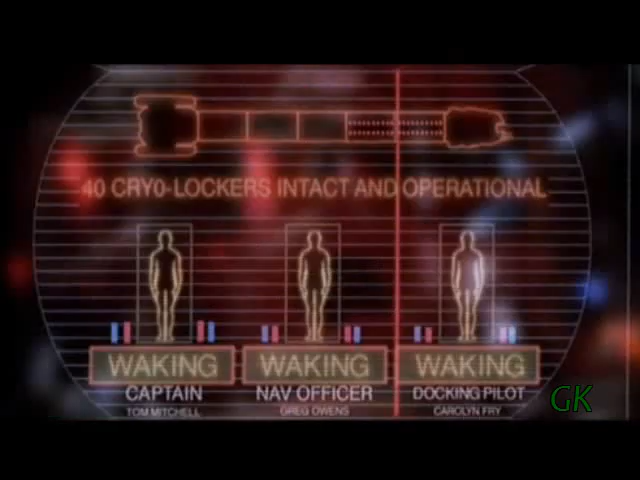 40 CRYO-LOCKERS INTACT AND OPERATIONAL
WAKING WAKING WAKING
CAPTAIN NAV OFFICER DOCKING PILOT
TOM MITCHELL GREG OWENS CAROLYN FRY
GK